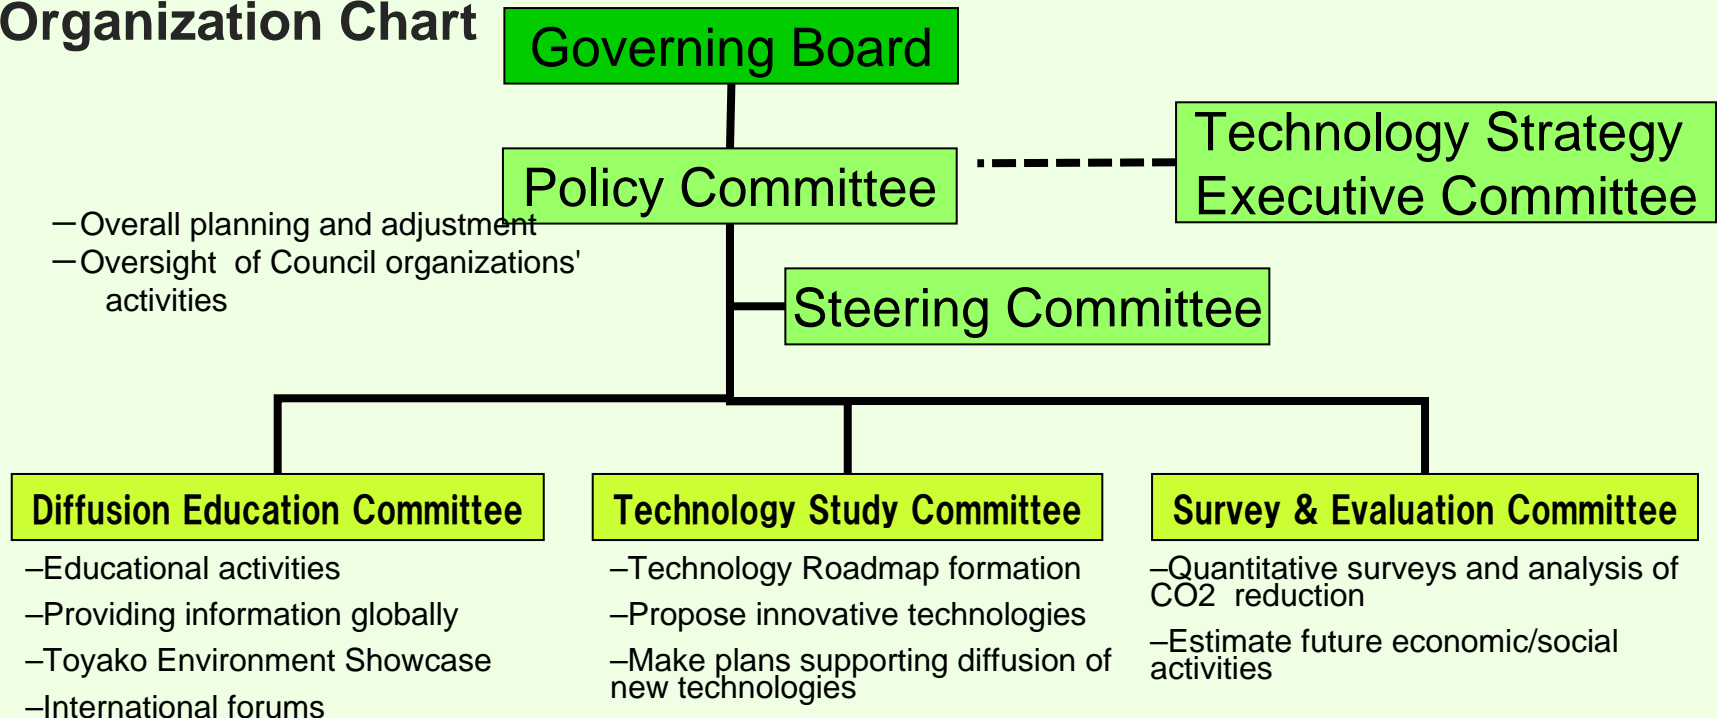 Organization Chart
Governing Board
Technology Strategy
Executive Committee
Policy Committee
－Overall planning and adjustment
－Oversight  of Council organizations'
activities
Steering Committee
Diffusion Education Committee
–Educational activities
–Providing information globally
–Toyako Environment Showcase
–International forums
Technology Study Committee
–Technology Roadmap formation
–Propose innovative technologies
–Make plans supporting diffusion of
new technologies
Survey & Evaluation Committee
–Quantitative surveys and analysis of
CO2  reduction
–Estimate future economic/social
activities